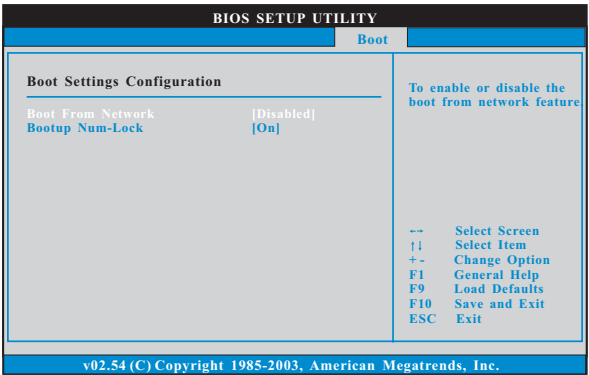 BIOS SETUP UTILITY
Boot
Boot Settings Configuration
Boot From Network [Disabled]
Bootup Num-Lock [On]
To enable or disable the
boot from network feature
←→ Select Screen
↑↓ Select Item
+ - Change Option
F1 General Help
F9 Load Defaults
F10 Save and Exit
ESC Exit
v02.54 (C) Copyright 1985-2003, American Megatrends, Inc.